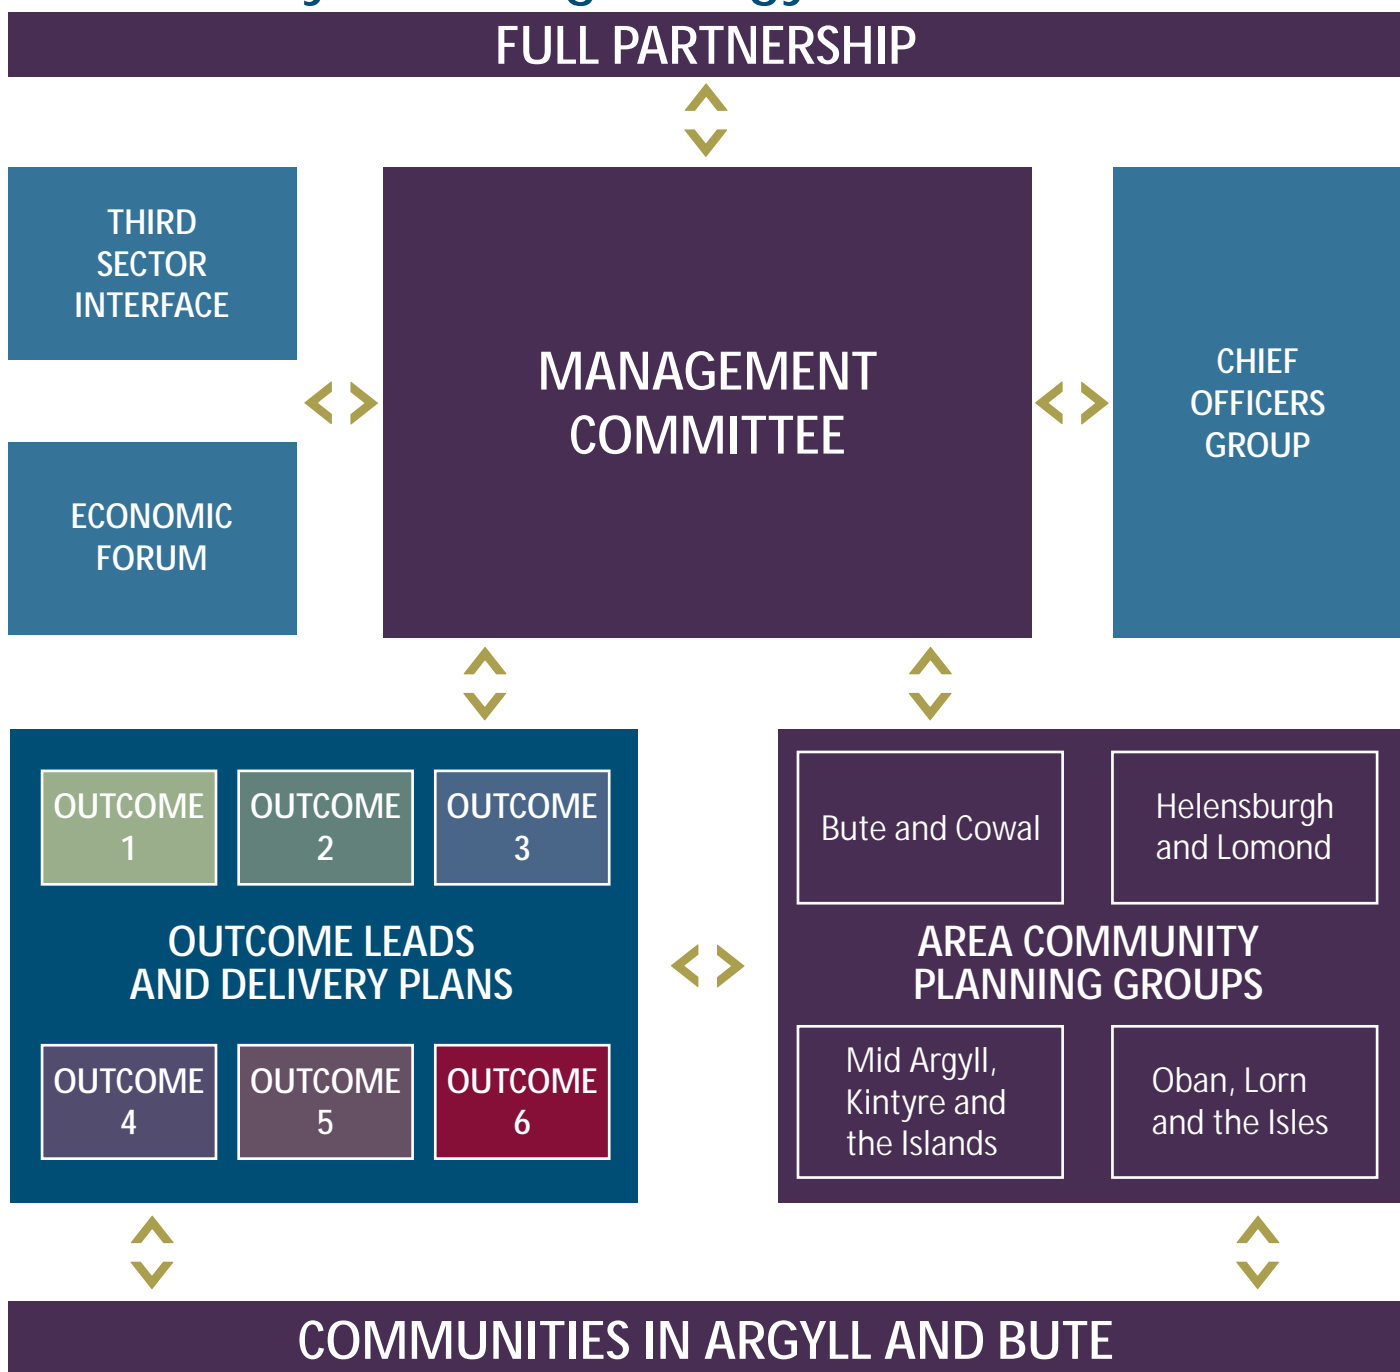 FULL PARTNERSHIP
THIRD
SECTOR
INTERFACE
ECONOMIC
FORUM
MANAGEMENT
COMMITTEE
CHIEF
OFFICERS
GROUP
OUTCOME
1
OUTCOME
2
OUTCOME
3
OUTCOME LEADS
AND DELIVERY PLANS
OUTCOME
4
OUTCOME
5
OUTCOME
6
Bute and Cowal
Helensburgh
and Lomond
AREA COMMUNITY
PLANNING GROUPS
Mid Argyll,
Kintyre and
the Islands
Oban, Lorn
and the Isles
COMMUNITIES IN ARGYLL AND BUTE